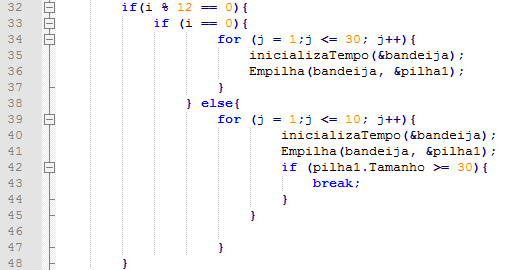 32 if(i % 12 == 0){
33 if (i == 0){
34 for (j = 1;j <= 30; j++){
35 inicializaTempo(&bandeija);
36 Empilha(bandeija, &pilha1);
37 }
38 } else{
39 for (j = 1;j <= 10; j++){
40 inicializaTempo(&bandeija);
41 Empilha(bandeija, &pilha1);
42 if (pilha1.Tamanho >= 30){
43 break;
44 }
45 }
46
47 }
48 }